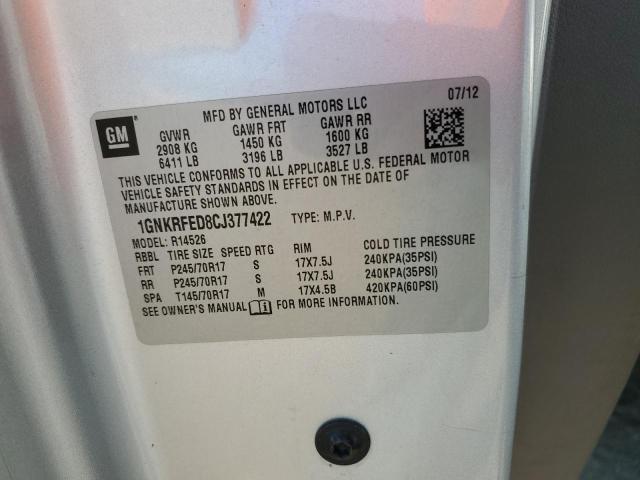 MFD BY GENERAL MOTORS LLC 07/12
GM GVWR GAWR FRT GAWR RR
2908 KG 1450 KG 1600 KG
6411 LB 3196 LB 3527 LB
THIS VEHICLE CONFORMS TO ALL APPLICABLE U.S. FEDERAL MOTOR
VEHICLE SAFETY STANDARDS IN EFFECT ON THE DATE OF
MANUFACTURE SHOWN ABOVE.
1GNKRFED8CJ377422 TYPE: M.P.V.
MODEL: R14526
RBBL TIRE SIZE SPEED RTG RIM COLD TIRE PRESSURE
FRT P245/70R17 S 17X7.5J 240KPA(35PSI)
RR P245/70R17 S 17X7.5J 240KPA(35PSI)
SPA T145/70R17 M 17X4.5B 420KPA(60PSI)
SEE OWNER'S MANUAL i FOR MORE INFORMATION.